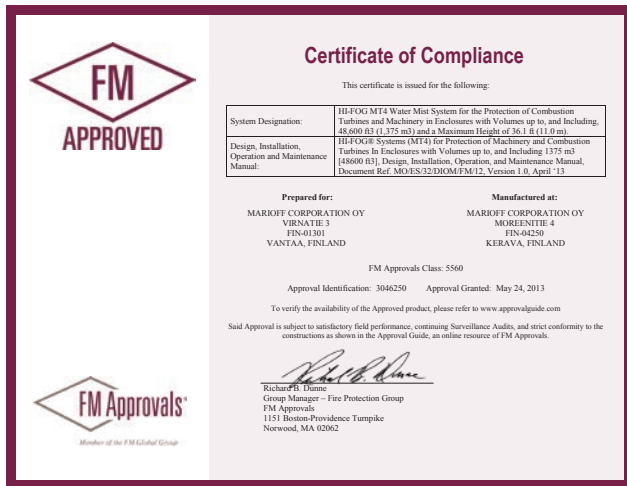 FM
APPROVED
Certificate of Compliance
This certificate is issued for the following:
System Designation:
HI-FOG MT4 Water Mist System for the Protection of Combustion
Turbines and Machinery in Enclosures with Volumes up to, and Including,
48,600 ft3 (1,375 m3) and a Maximum Height of 36.1 ft (11.0 m).
Design, Installation,
Operation and Maintenance
Manual:
HI-FOG® Systems (MT4) for Protection of Machinery and Combustion
Turbines In Enclosures with Volumes up to, and Including 1375 m3
[48600 ft3], Design, Installation, Operation, and Maintenance Manual,
Document Ref. MO/ES/32/DIOM/FM/12, Version 1.0, April ‘13
Prepared for:
MARIOFF CORPORATION OY
VIRNATIE 3
FIN-01301
VANTAA, FINLAND
Manufactured at:
MARIOFF CORPORATION OY
MOREENITIE 4
FIN-04250
KERAVA, FINLAND
FM Approvals Class: 5560
Approval Identification: 3046250 Approval Granted: May 24, 2013
To verify the availability of the Approved product, please refer to www.approvalguide.com
Said Approval is subject to satisfactory field performance, continuing Surveillance Audits, and strict conformity to the
constructions as shown in the Approval Guide, an online resource of FM Approvals.
Richard B. Dunne
Richard B. Dunne
Group Manager – Fire Protection Group
FM Approvals
1151 Boston-Providence Turnpike
Norwood, MA 02062
FM Approvals
Member of the FM Global Group